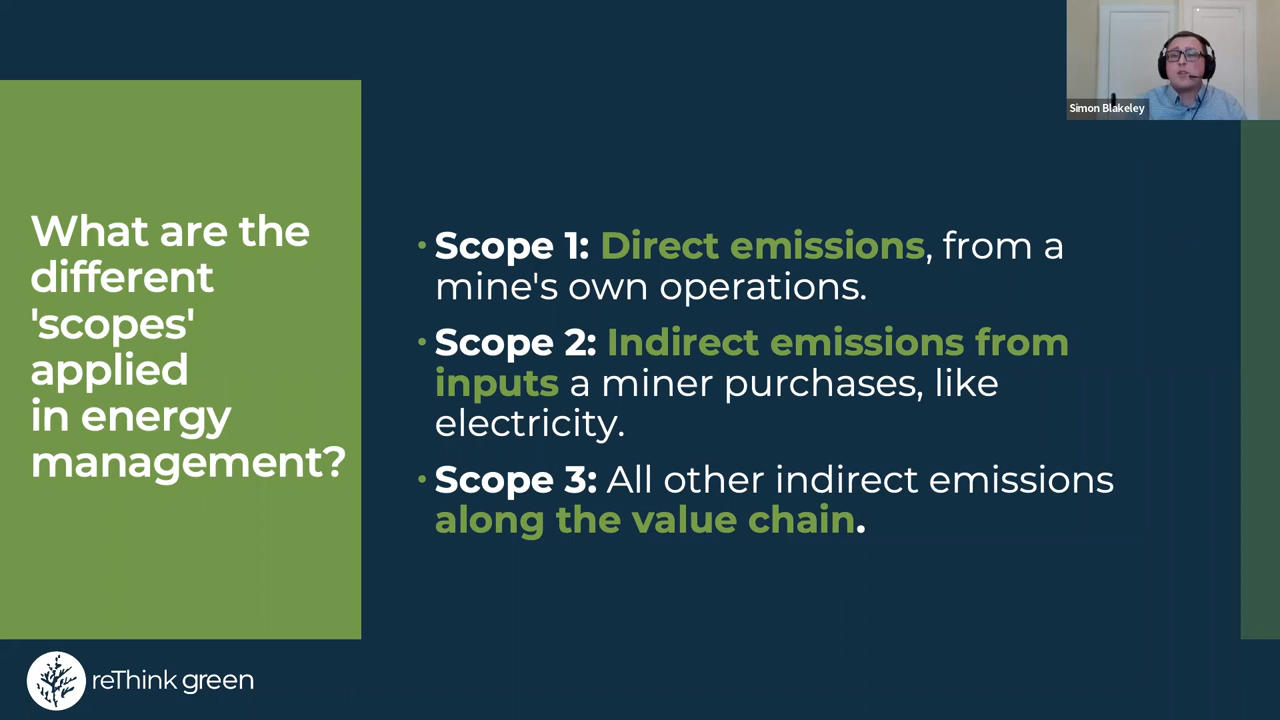 Simon Blakeley
What are the
different
'scopes'
applied
in energy
management?
• Scope 1: Direct emissions, from a
mine's own operations.
• Scope 2: Indirect emissions from
inputs a miner purchases, like
electricity.
• Scope 3: All other indirect emissions
along the value chain.
reThink green